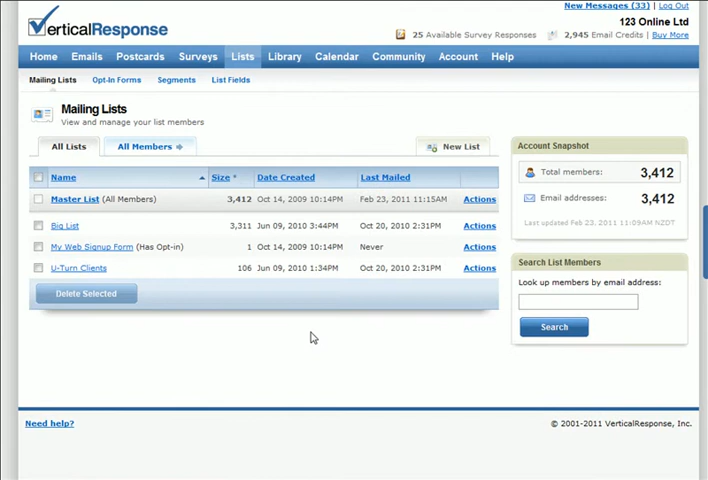 New Messages (33) | Log Out
VerticalResponse
123 Online Ltd
25 Available Survey Responses 2,945 Email Credits | Buy More
Home Emails Postcards Surveys Lists Library Calendar Community Account Help
Mailing Lists Opt-In Forms Segments List Fields
Mailing Lists
View and manage your list members
All Lists All Members New List
Name Size * Date Created Last Mailed
Master List (All Members) 3,412 Oct 14, 2009 10:14PM Feb 23, 2011 11:15AM Actions
Big List 3,311 Jun 09, 2010 3:44PM Oct 20, 2010 2:31PM Actions
My Web Signup Form (Has Opt-in) 1 Oct 14, 2009 10:14PM Never Actions
U-Turn Clients 106 Jun 09, 2010 1:34PM Oct 20, 2010 2:31PM Actions
Delete Selected
Account Snapshot
Total members: 3,412
Email addresses: 3,412
Last updated Feb 23, 2011 11:09AM NZDT
Search List Members
Look up members by email address:
Search
Need help? © 2001-2011 VerticalResponse, Inc.